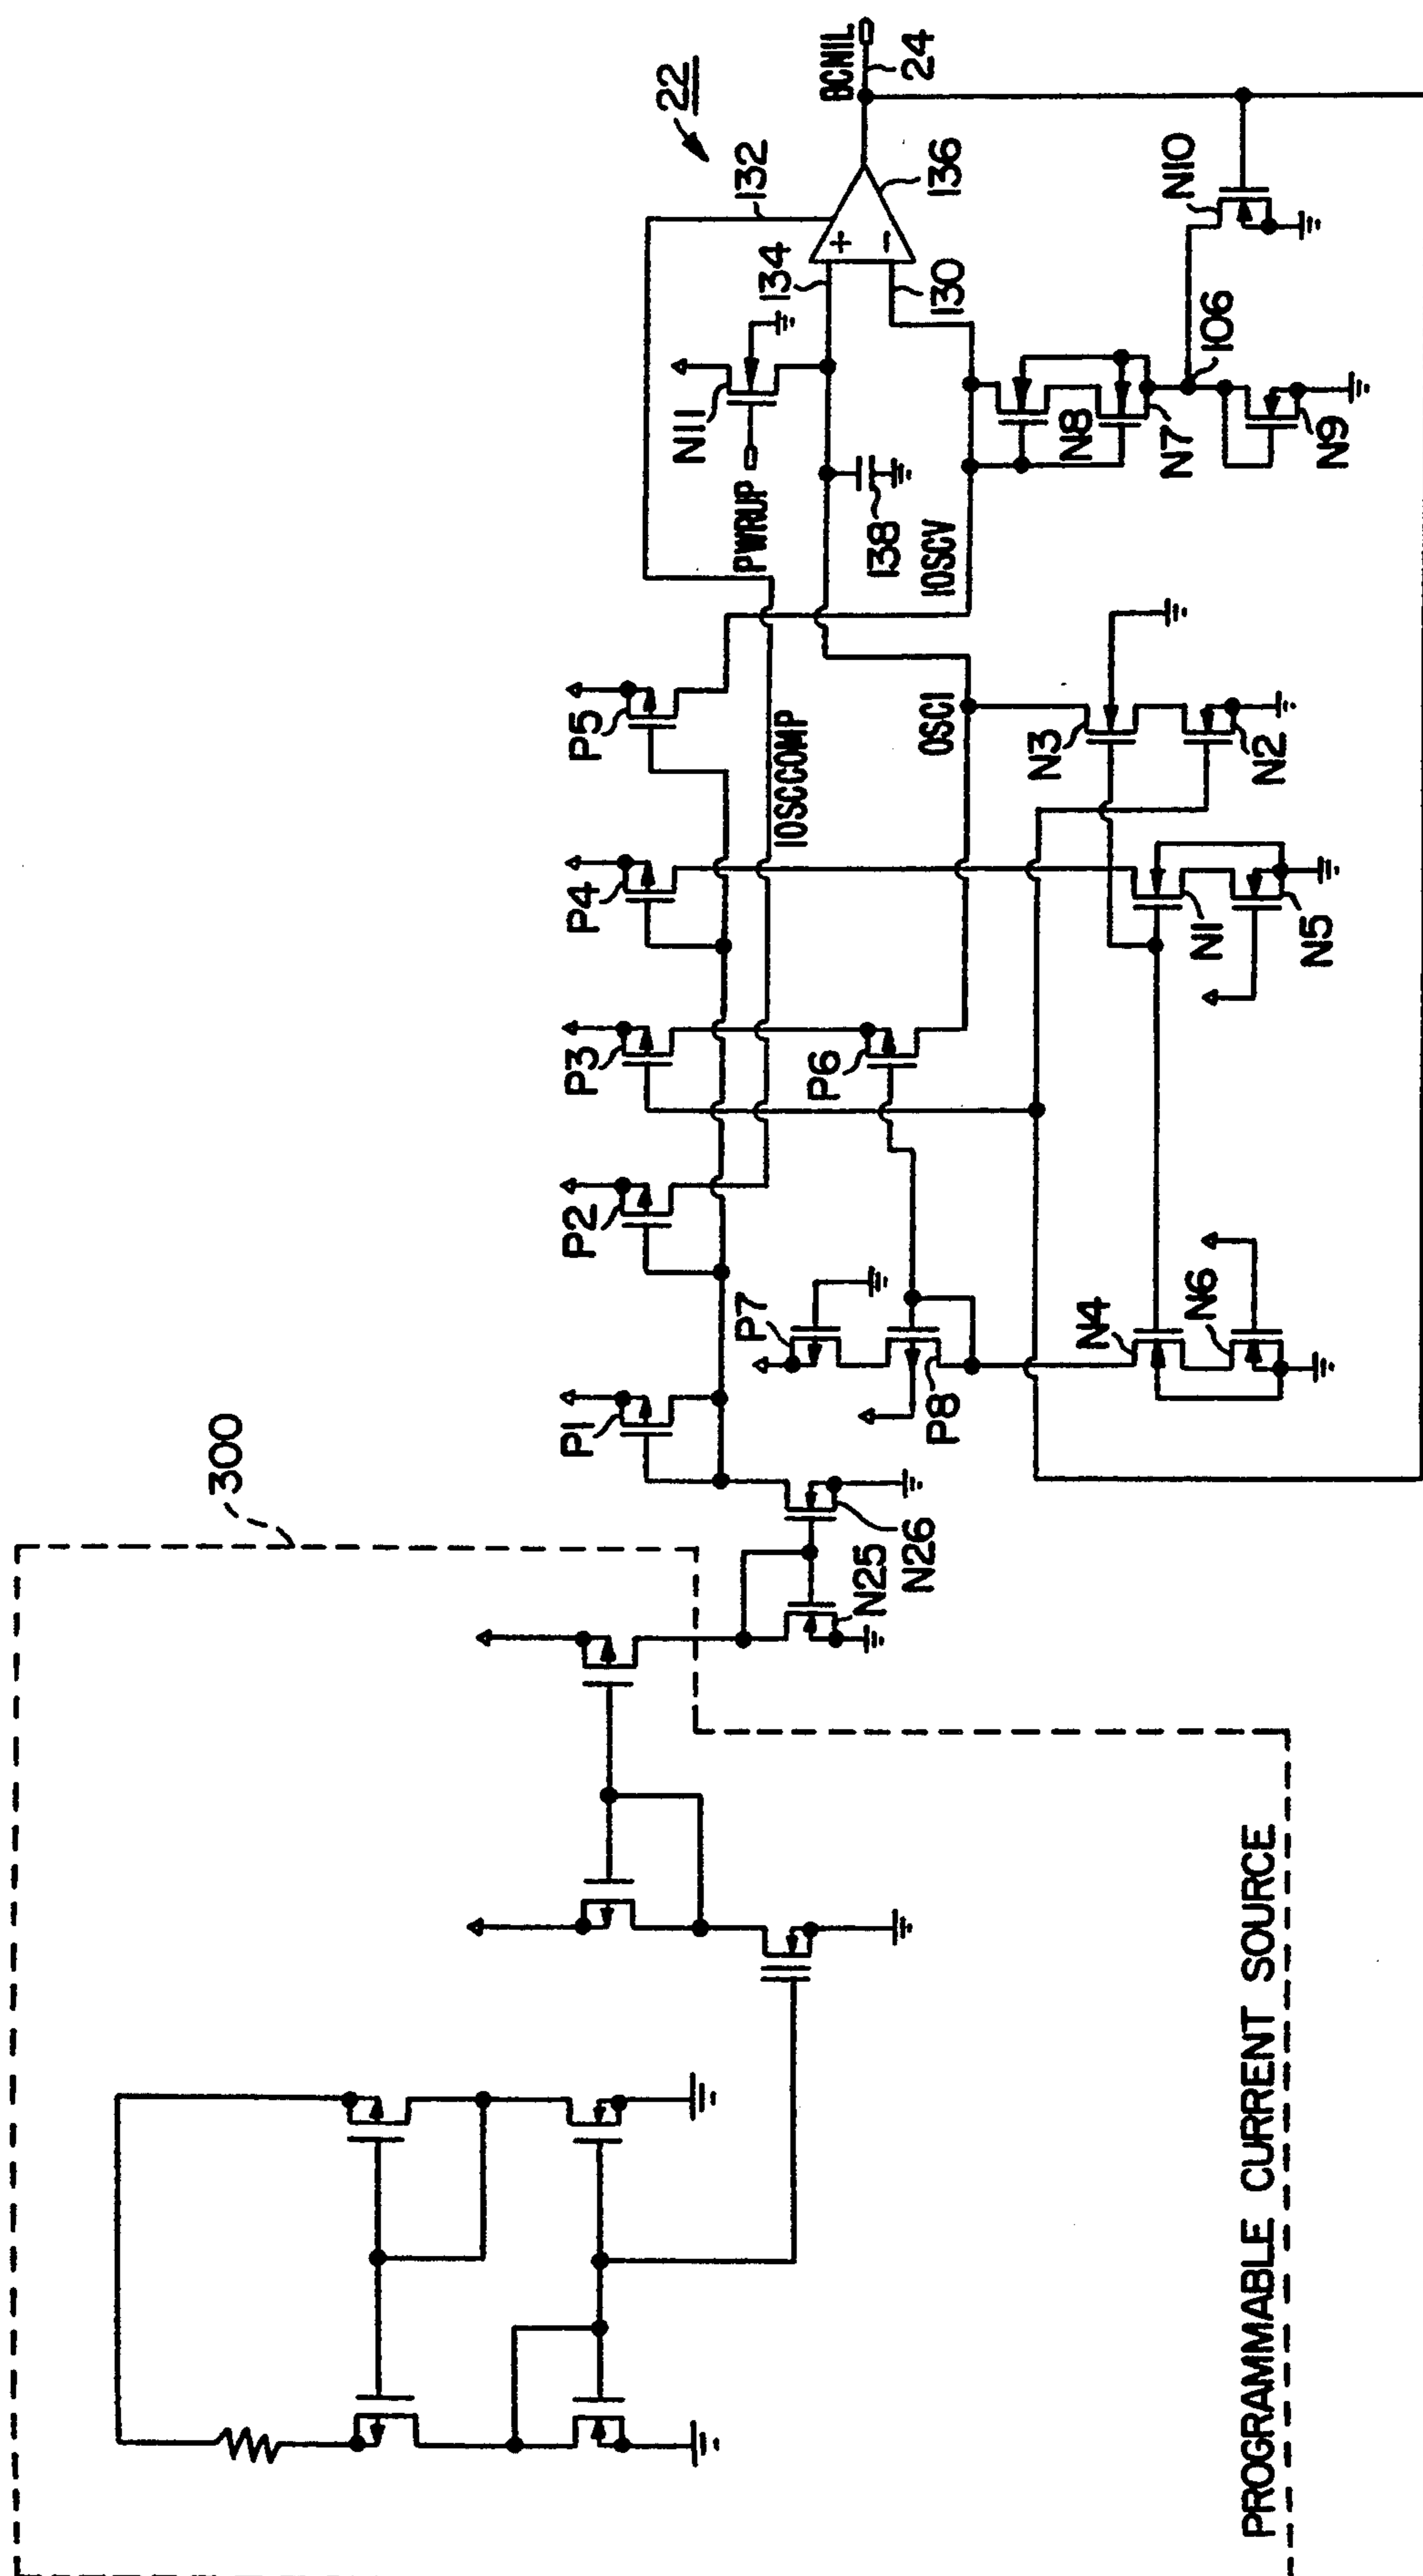 300
22
P1
P2
P3
P4
P5
132
BCNIL
24
N11
134
136
PWRUP
IOSCCOMP
138
130
P7
P6
OSCI
IOSCV
P8
N25
N26
N8
N7
106
N10
N9
N4
N6
N1
N5
N3
N2
PROGRAMMABLE CURRENT SOURCE
+
-